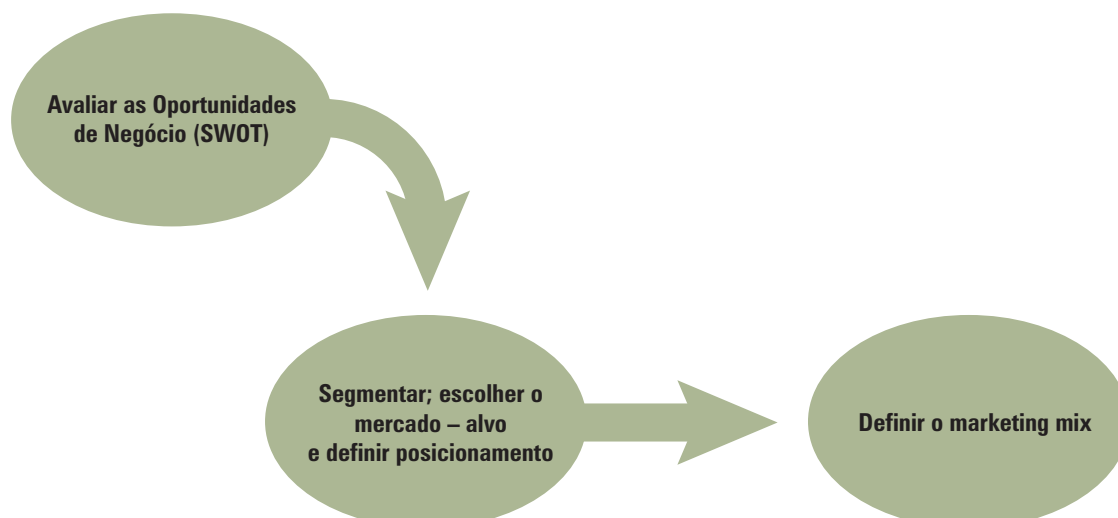 Avaliar as Oportunidades
de Negócio (SWOT)
Segmentar; escolher o
mercado – alvo
e definir posicionamento
Definir o marketing mix